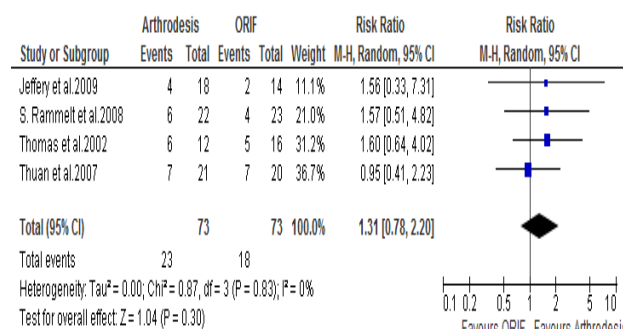 Arthrodesis ORIF Risk Ratio Risk Ratio
Study or Subgroup Events Total Events Total Weight M-H, Random, 95% CI M-H, Random, 95% CI
Jeffery et al.2009 4 18 2 14 11.1% 1.56 [0.33, 7.31]
S. Rammelt et al.2008 6 22 4 23 21.0% 1.57 [0.51, 4.82]
Thomas et al.2002 6 12 5 16 31.2% 1.60 [0.64, 4.02]
Thuan et al.2007 7 21 7 20 36.7% 0.95 [0.41, 2.23]
Total (95% CI) 73 73 100.0% 1.31 [0.78, 2.20]
Total events 23 18
Heterogeneity: Tau² = 0.00; Chi² = 0.87, df = 3 (P = 0.83); I² = 0%
Test for overall effect: Z = 1.04 (P = 0.30)
0.1 0.2 0.5 1 2 5 10
Favours ORIF Favours Arthrodesis